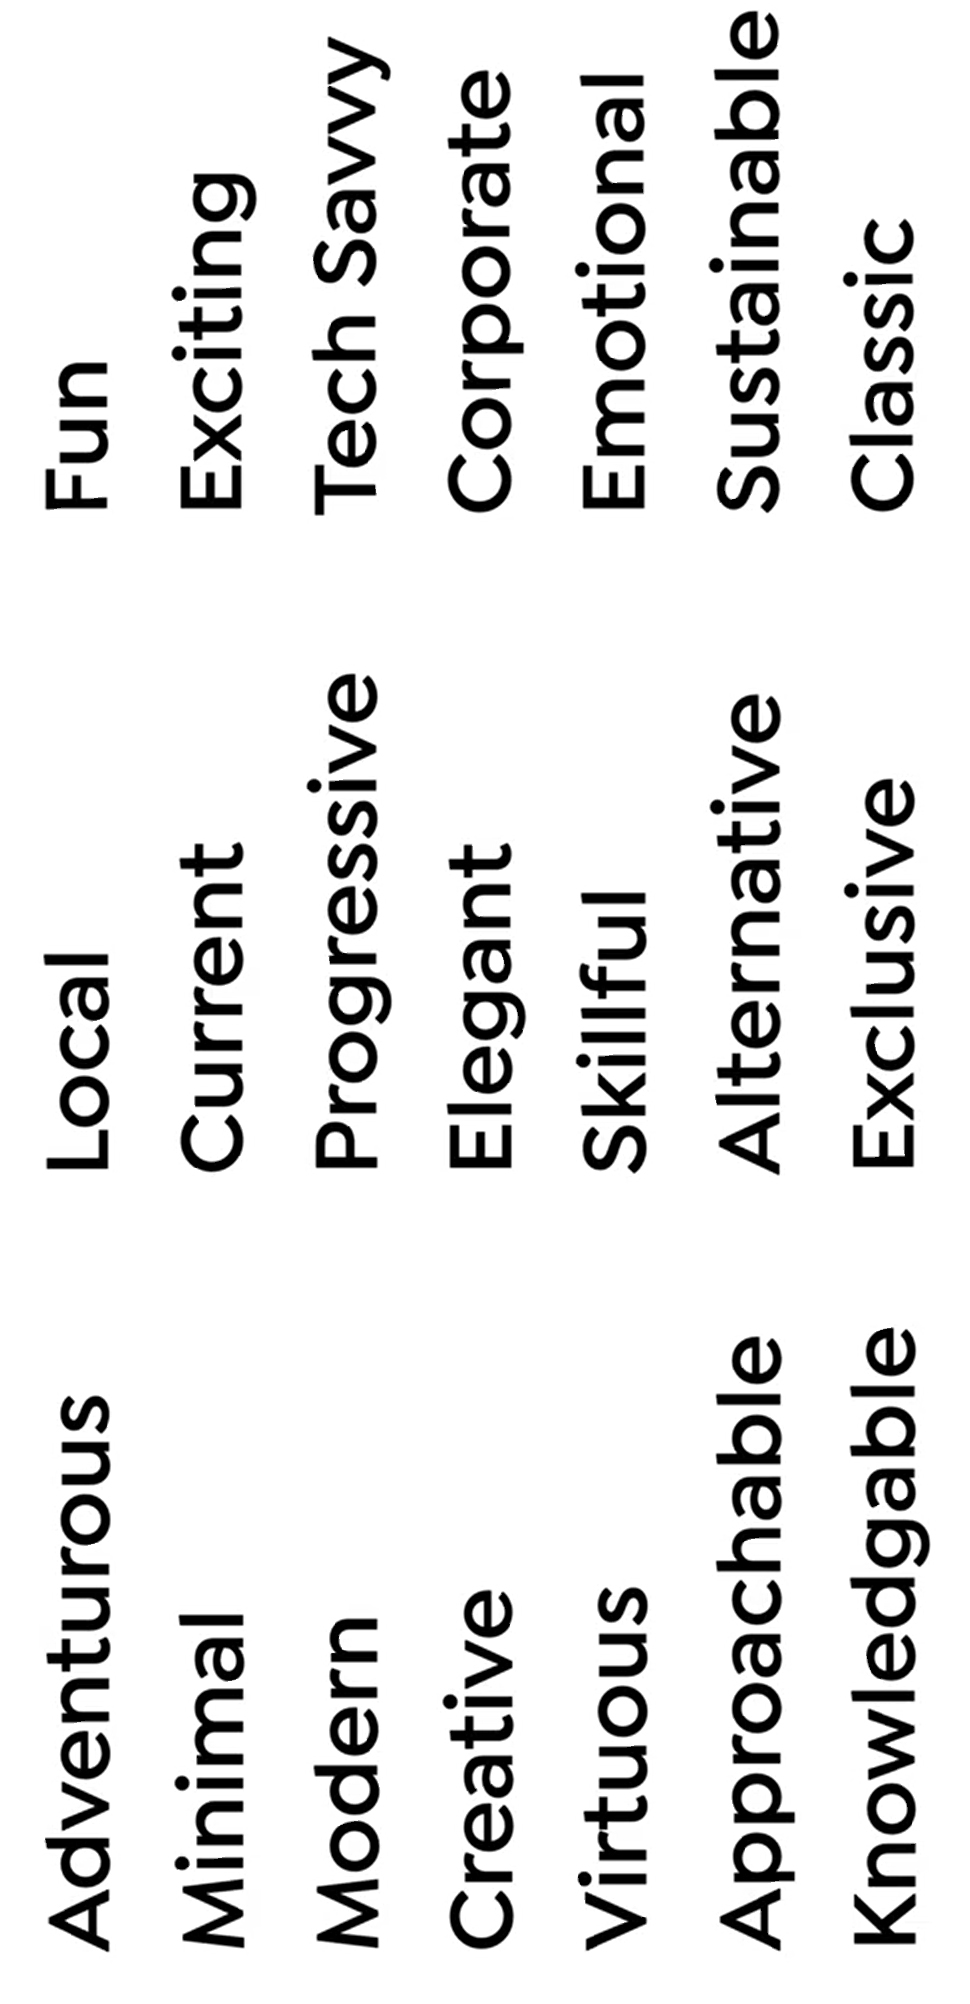 Adventurous Local Fun
Minimal Current Exciting
Modern Progressive Tech Savvy
Creative Elegant Corporate
Virtuous Skillful Emotional
Approachable Alternative Sustainable
Knowledgable Exclusive Classic